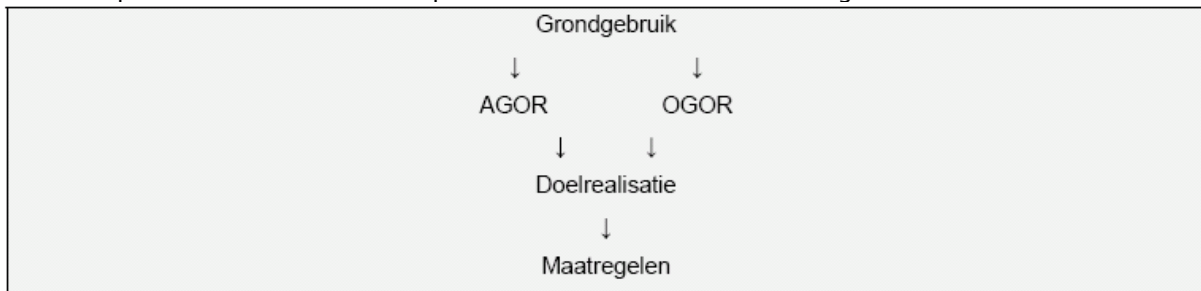 Grondgebruik
↓ ↓
AGOR OGOR
↓ ↓
Doelrealisatie
↓
Maatregelen